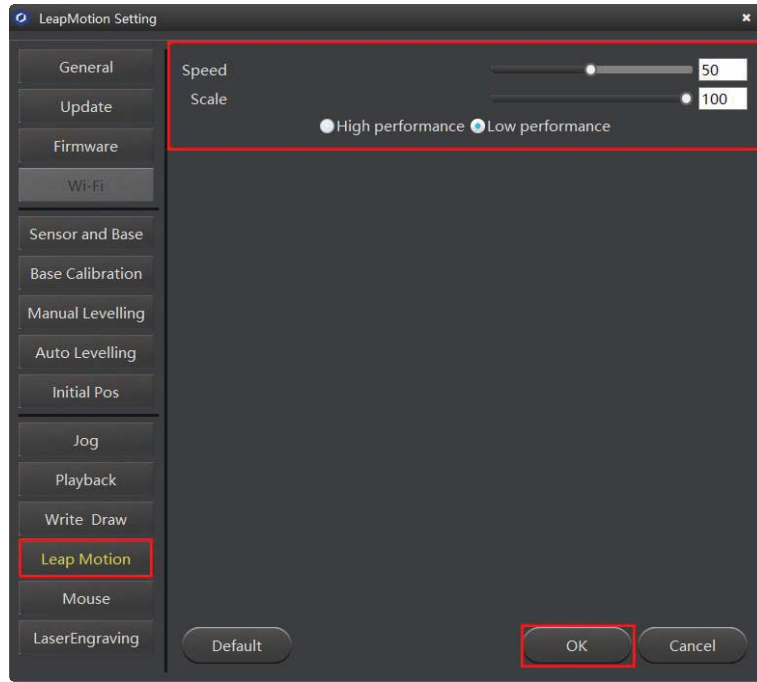 LeapMotion Setting
General
Update
Firmware
Wi-Fi
Sensor and Base
Base Calibration
Manual Levelling
Auto Levelling
Initial Pos
Jog
Playback
Write Draw
Leap Motion
Mouse
LaserEngraving
Speed 50
Scale 100
High performance Low performance
Default OK Cancel